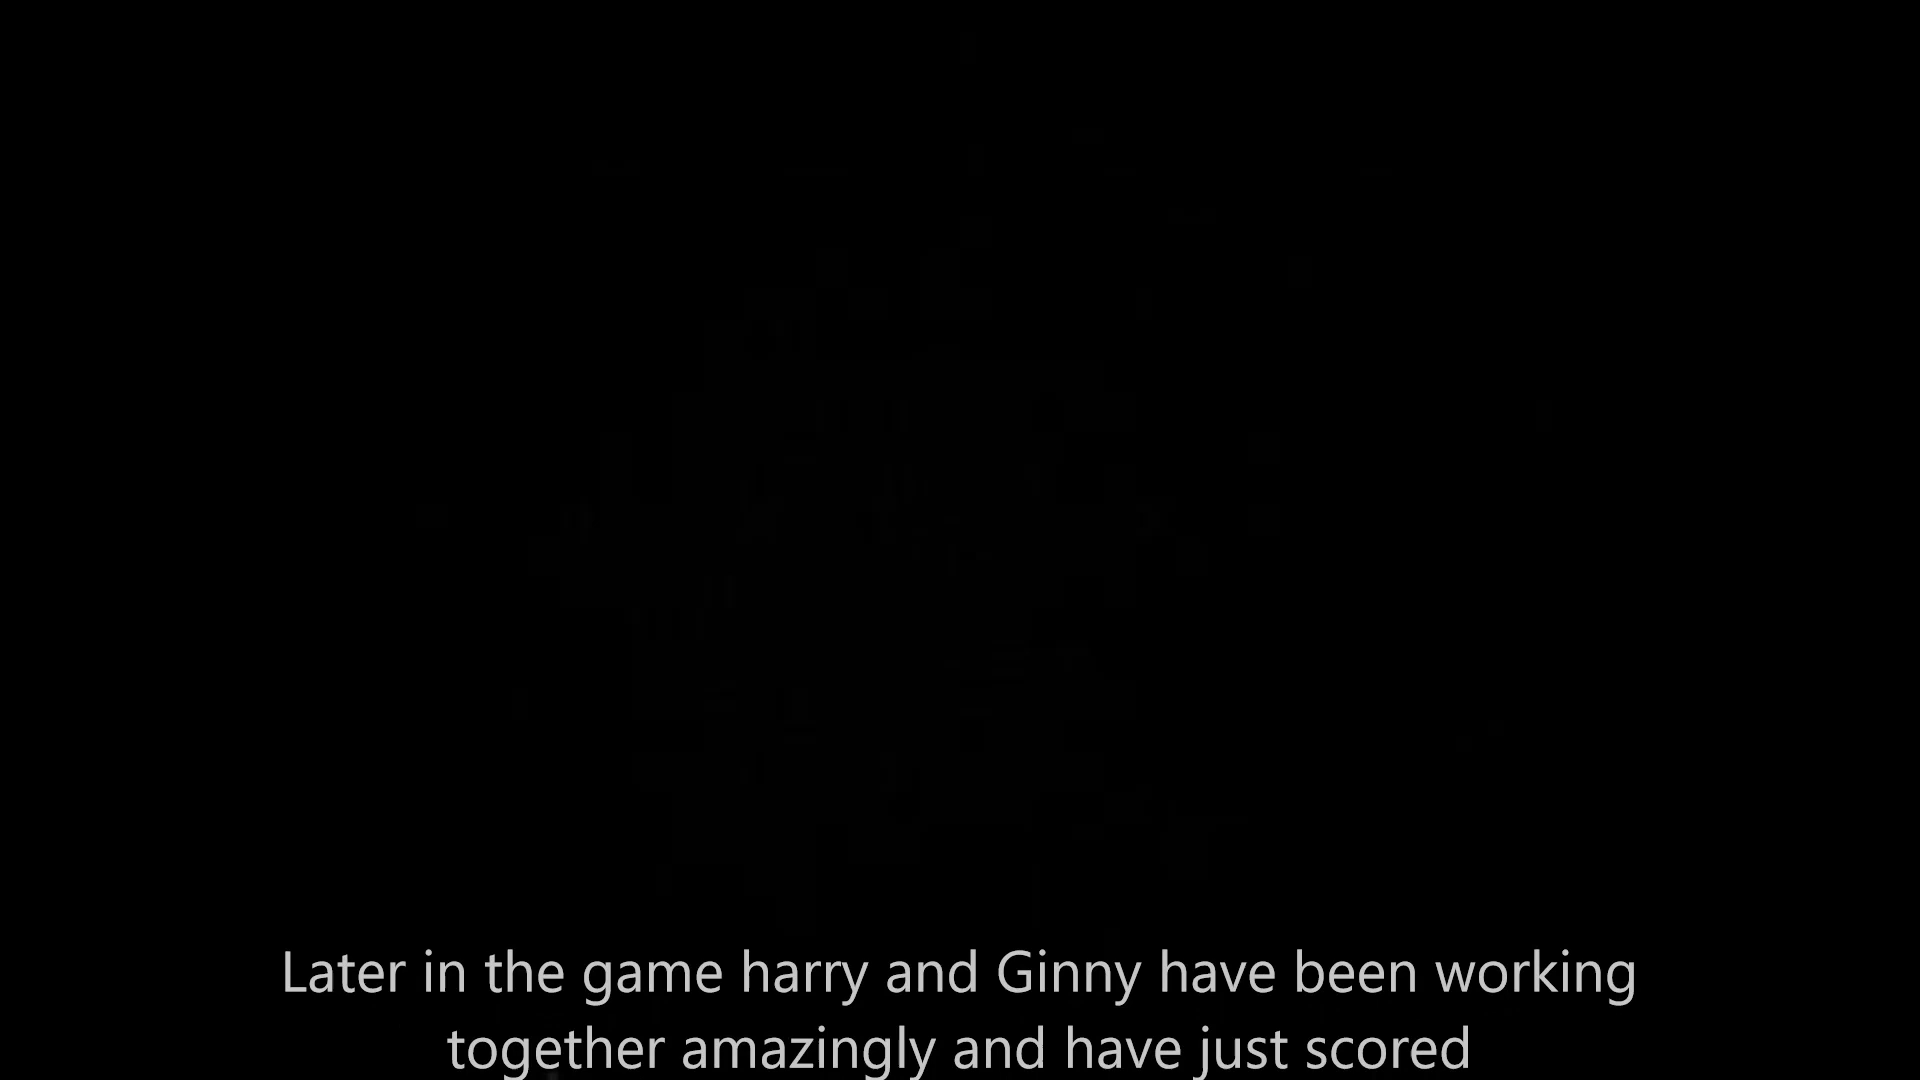 Later in the game harry and Ginny have been working
together amazingly and have just scored